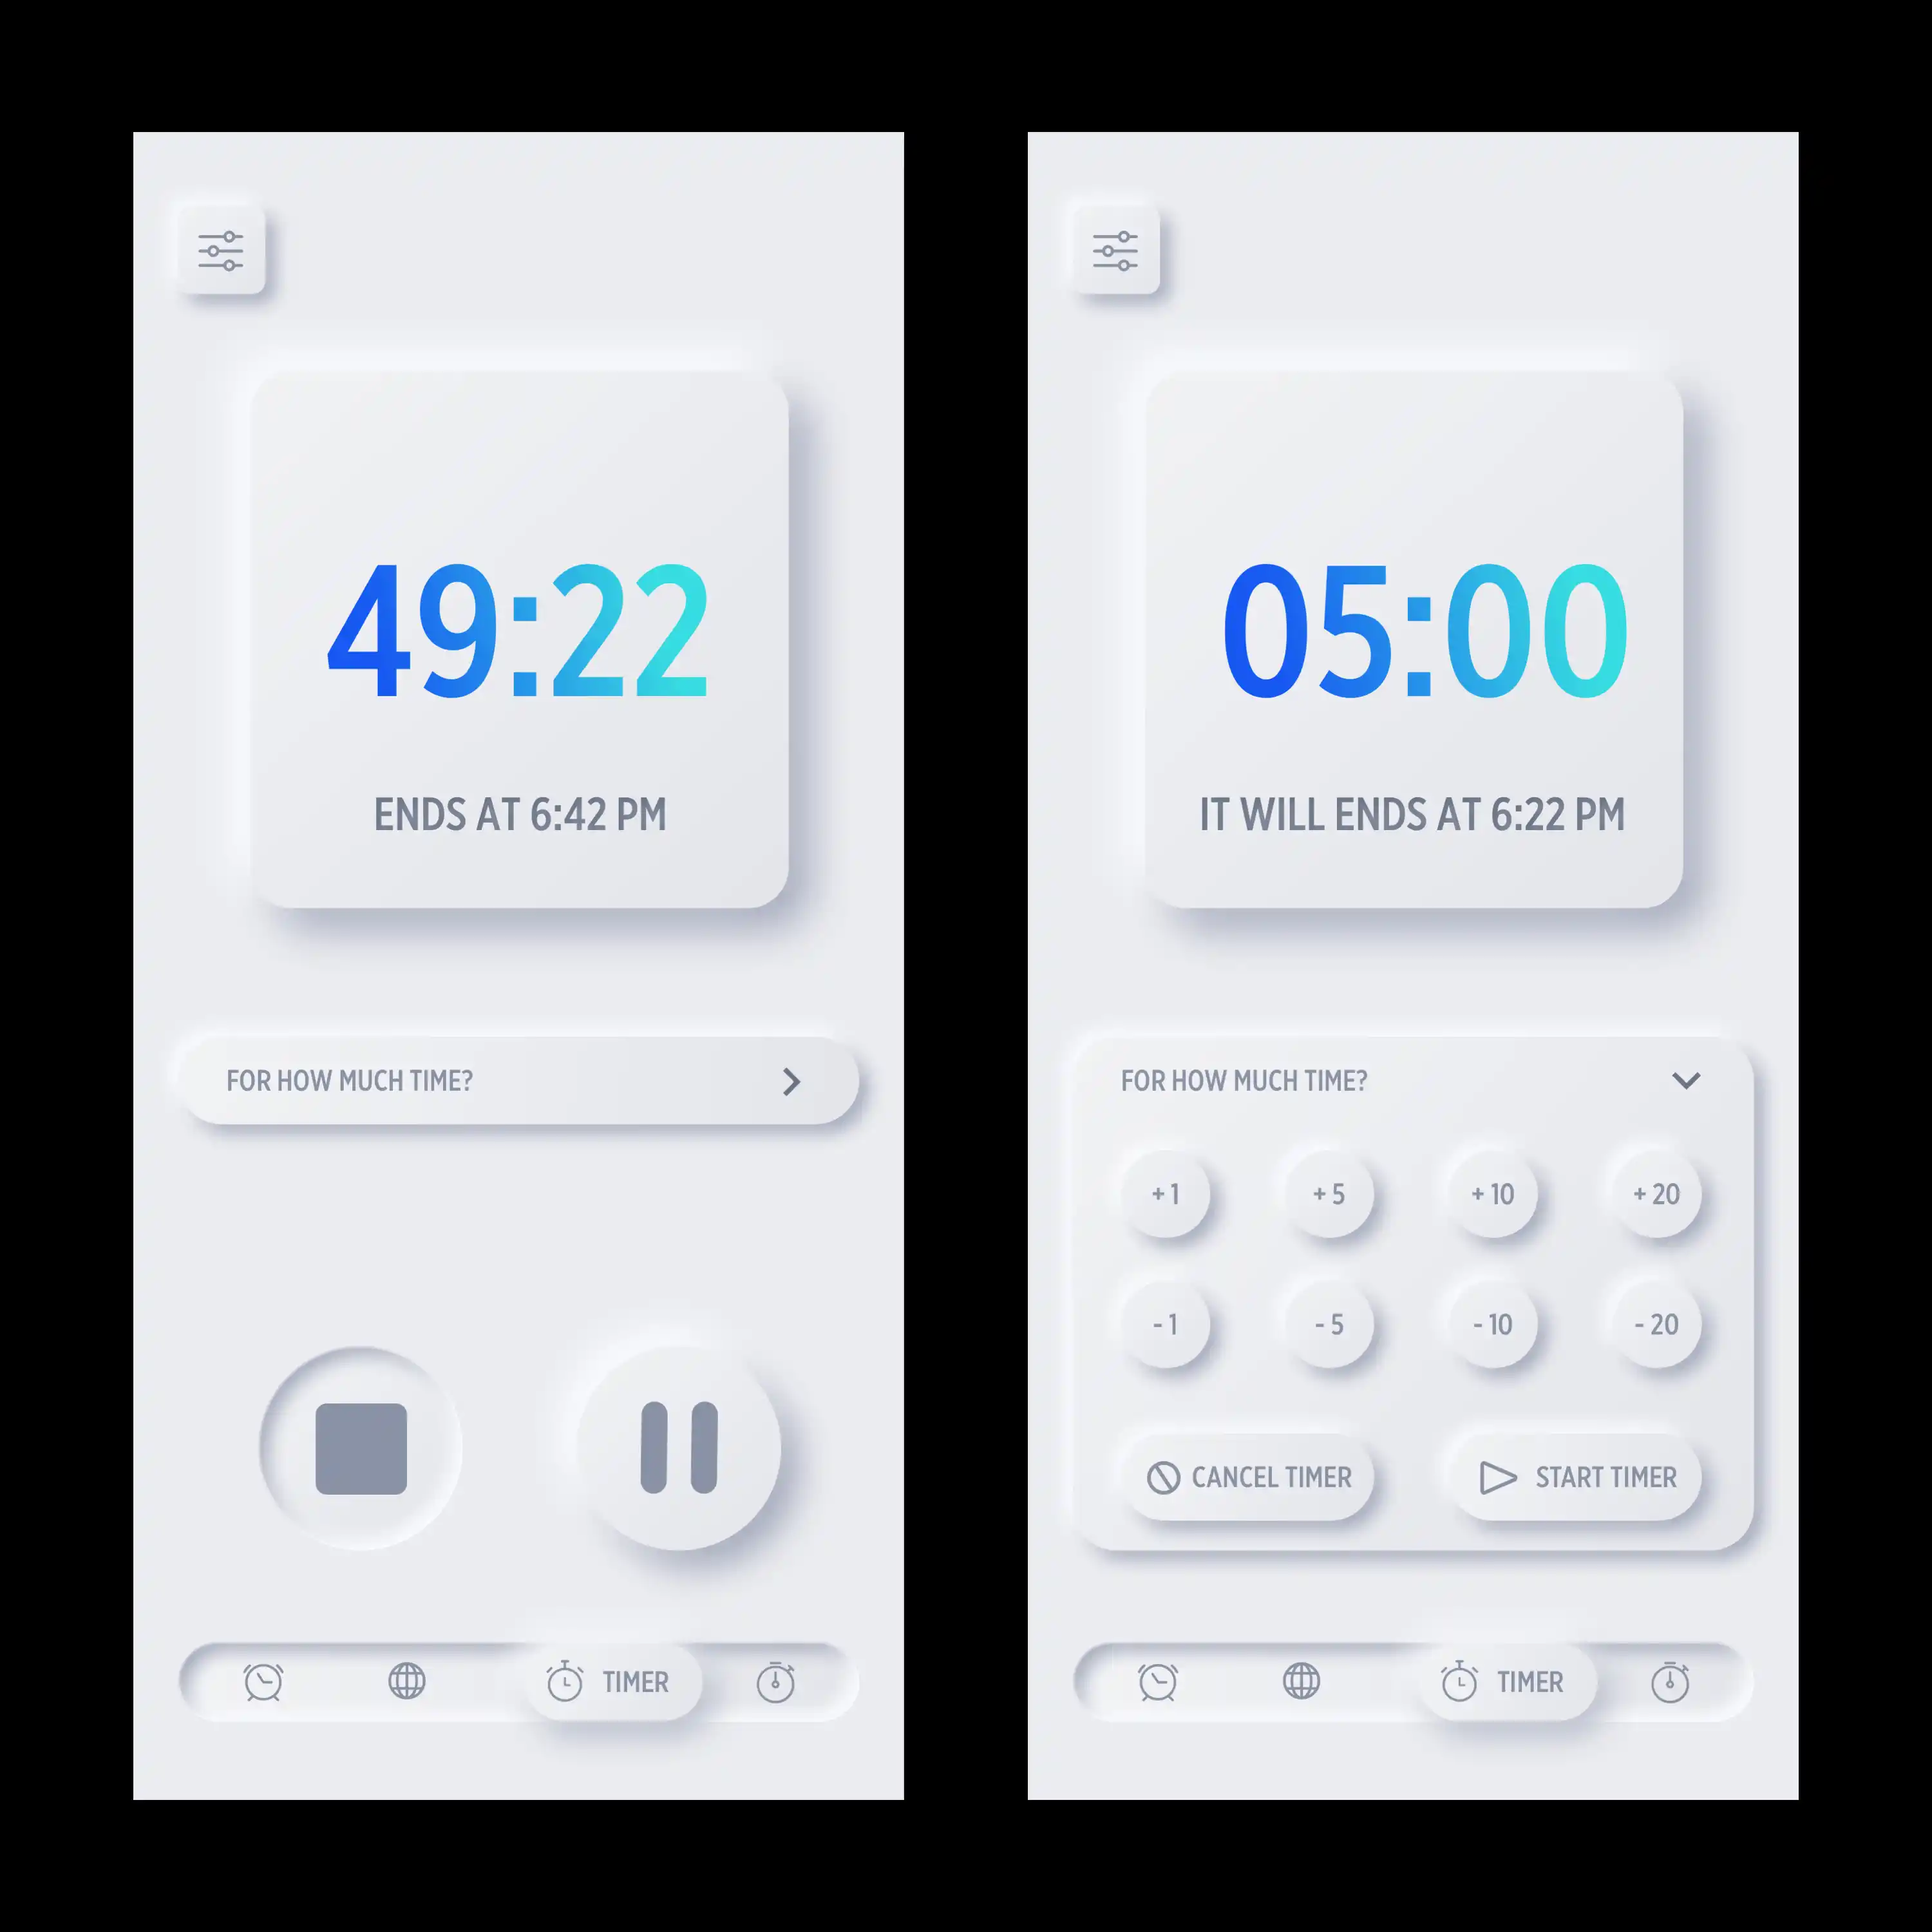 49:22
ENDS AT 6:42 PM
FOR HOW MUCH TIME?
TIMER
05:00
IT WILL ENDS AT 6:22 PM
FOR HOW MUCH TIME?
+ 1 + 5 + 10 + 20
- 1 - 5 - 10 - 20
CANCEL TIMER START TIMER
TIMER